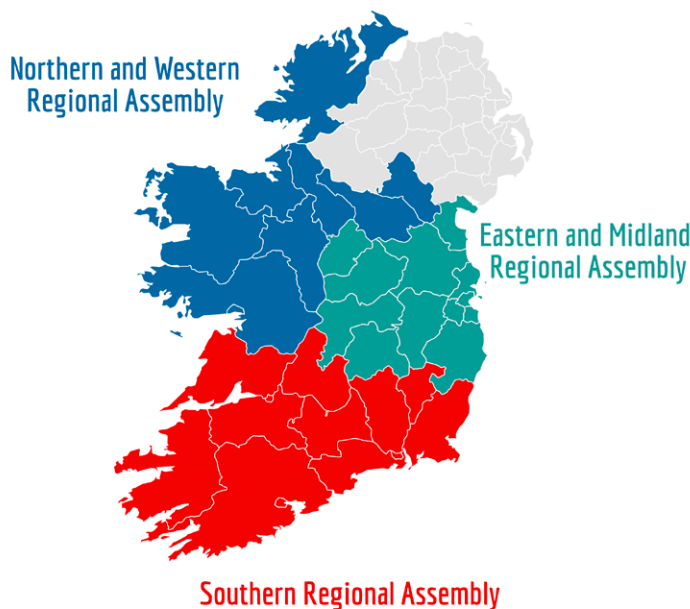 Northern and Western
Regional Assembly
Eastern and Midland
Regional Assembly
Southern Regional Assembly